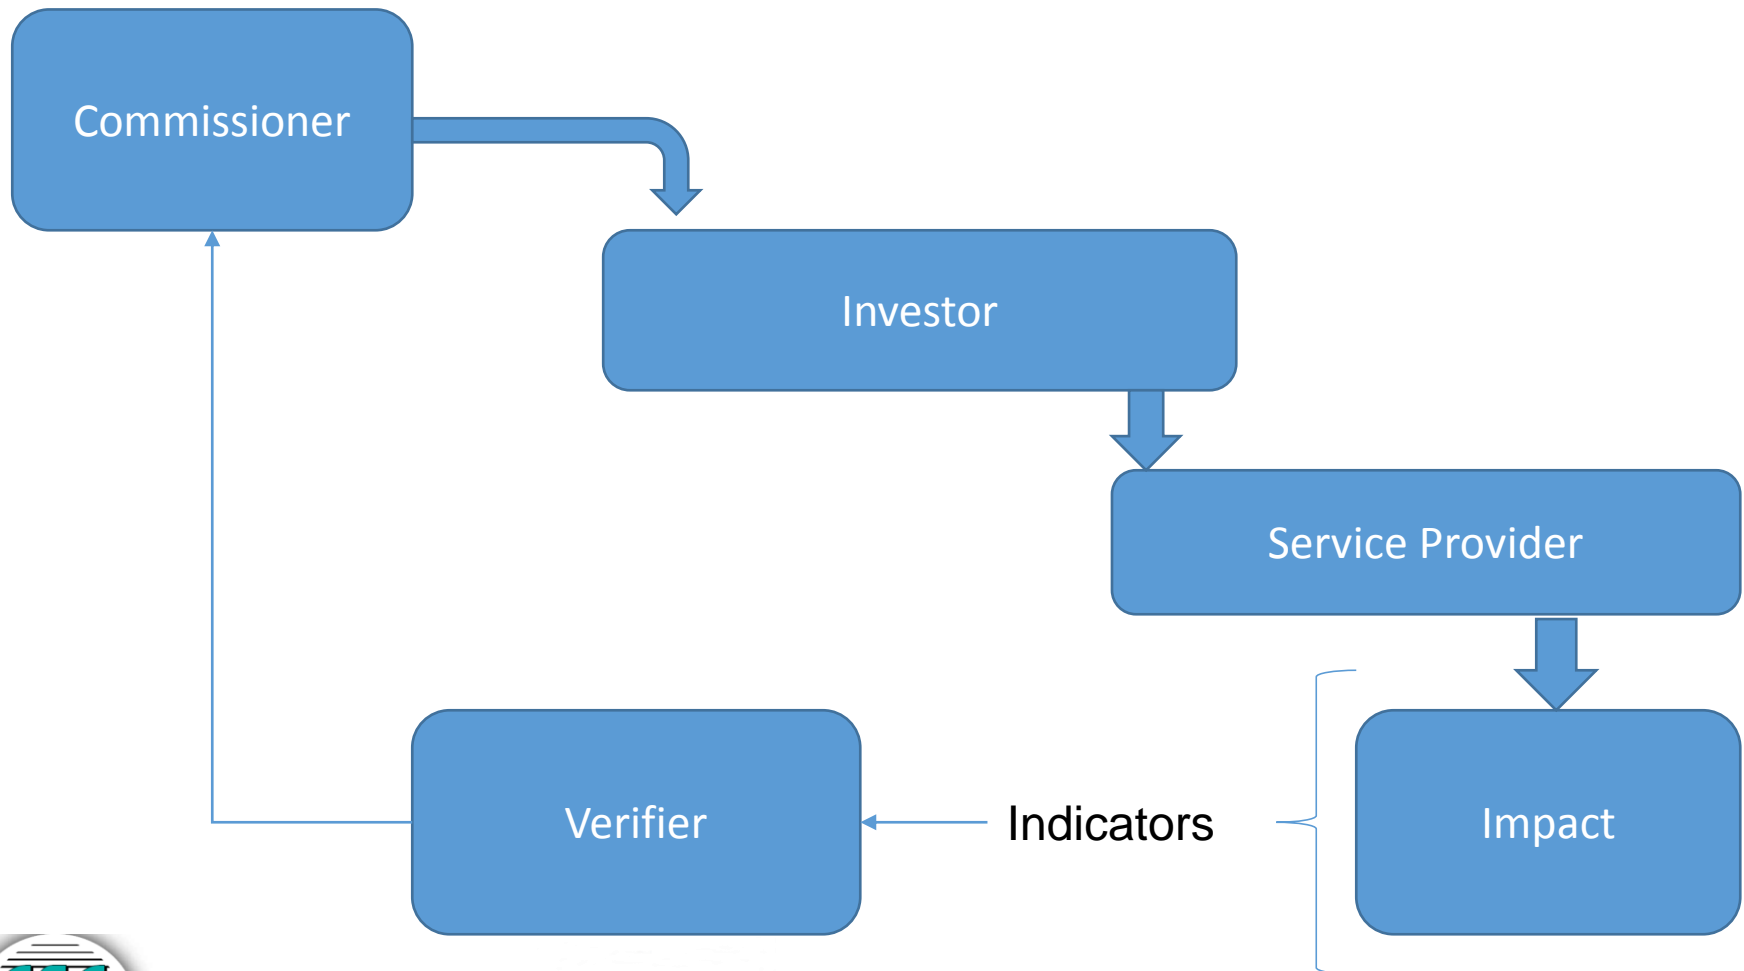 Commissioner
Investor
Service Provider
Verifier
Indicators
Impact